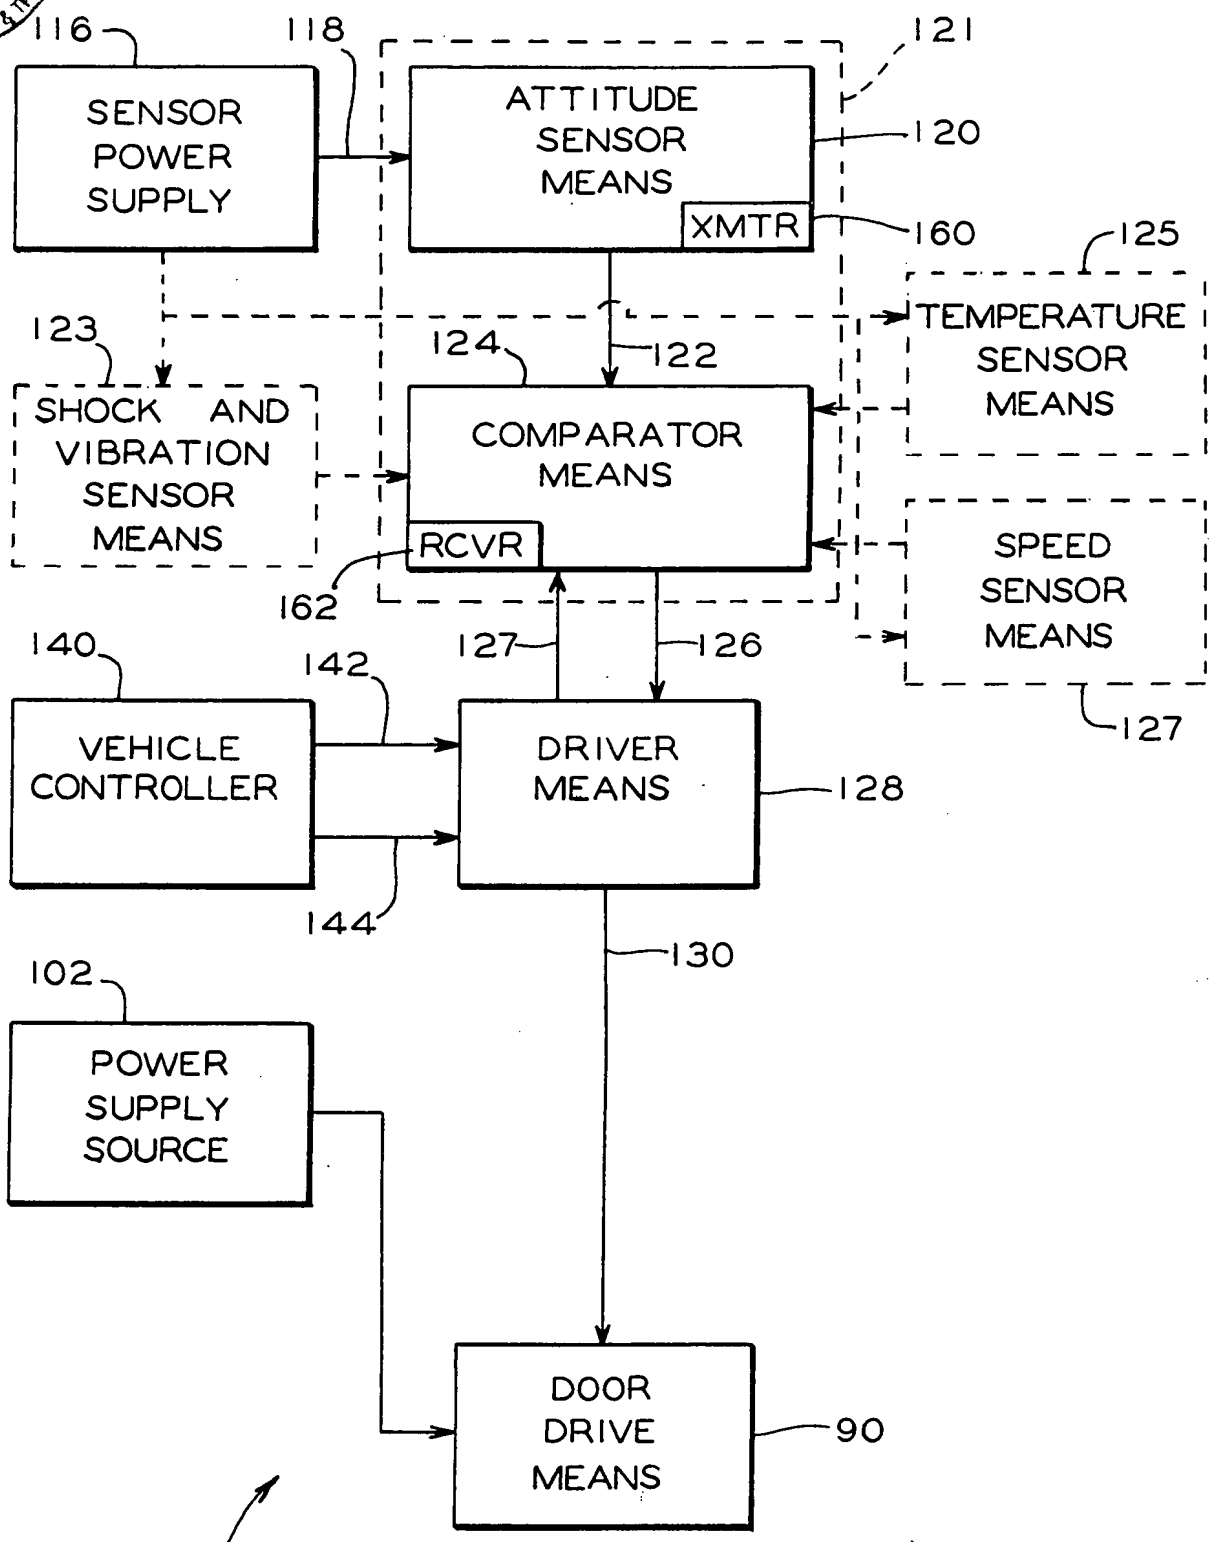 & TR
116
118
121
SENSOR
POWER
SUPPLY
ATTITUDE
SENSOR
MEANS
120
XMTR
160
125
TEMPERATURE
SENSOR
MEANS
123
124
122
SHOCK AND
VIBRATION
SENSOR
MEANS
COMPARATOR
MEANS
RCVR
162
SPEED
SENSOR
MEANS
127
127
126
140
142
VEHICLE
CONTROLLER
DRIVER
MEANS
128
144
130
102
POWER
SUPPLY
SOURCE
DOOR
DRIVE
MEANS
90